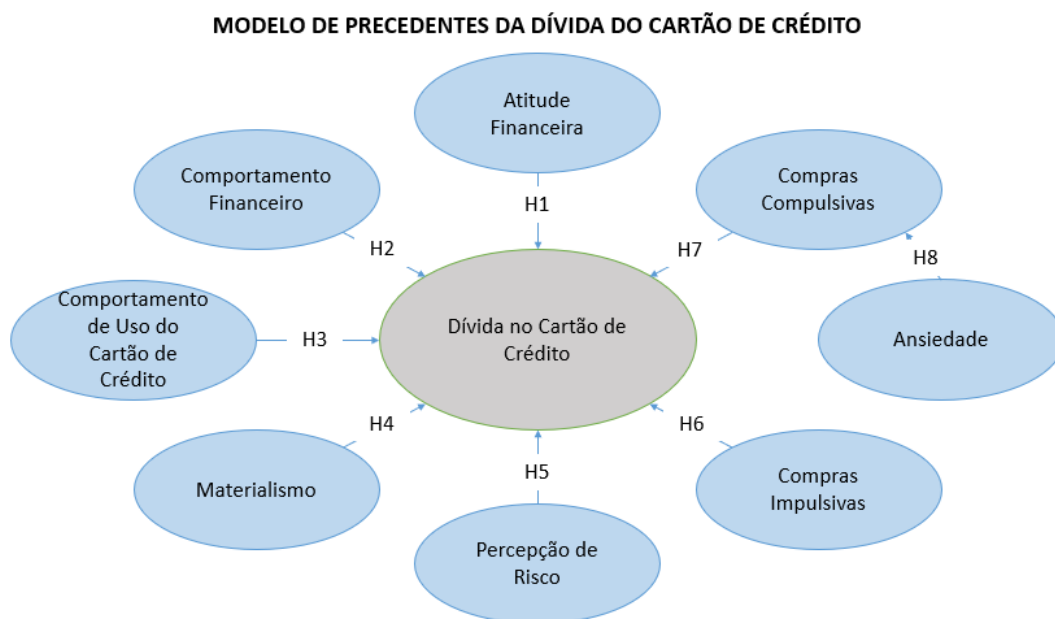 MODELO DE PRECEDENTES DA DÍVIDA DO CARTÃO DE CRÉDITO
Atitude
Financeira
Comportamento
Financeiro
Compras
Compulsivas
H1
H2
H7
H8
Comportamento
de Uso do
Cartão de
Crédito
H3
Dívida no Cartão de
Crédito
Ansiedade
H4
H6
H5
Materialismo
Compras
Impulsivas
Percepção de
Risco